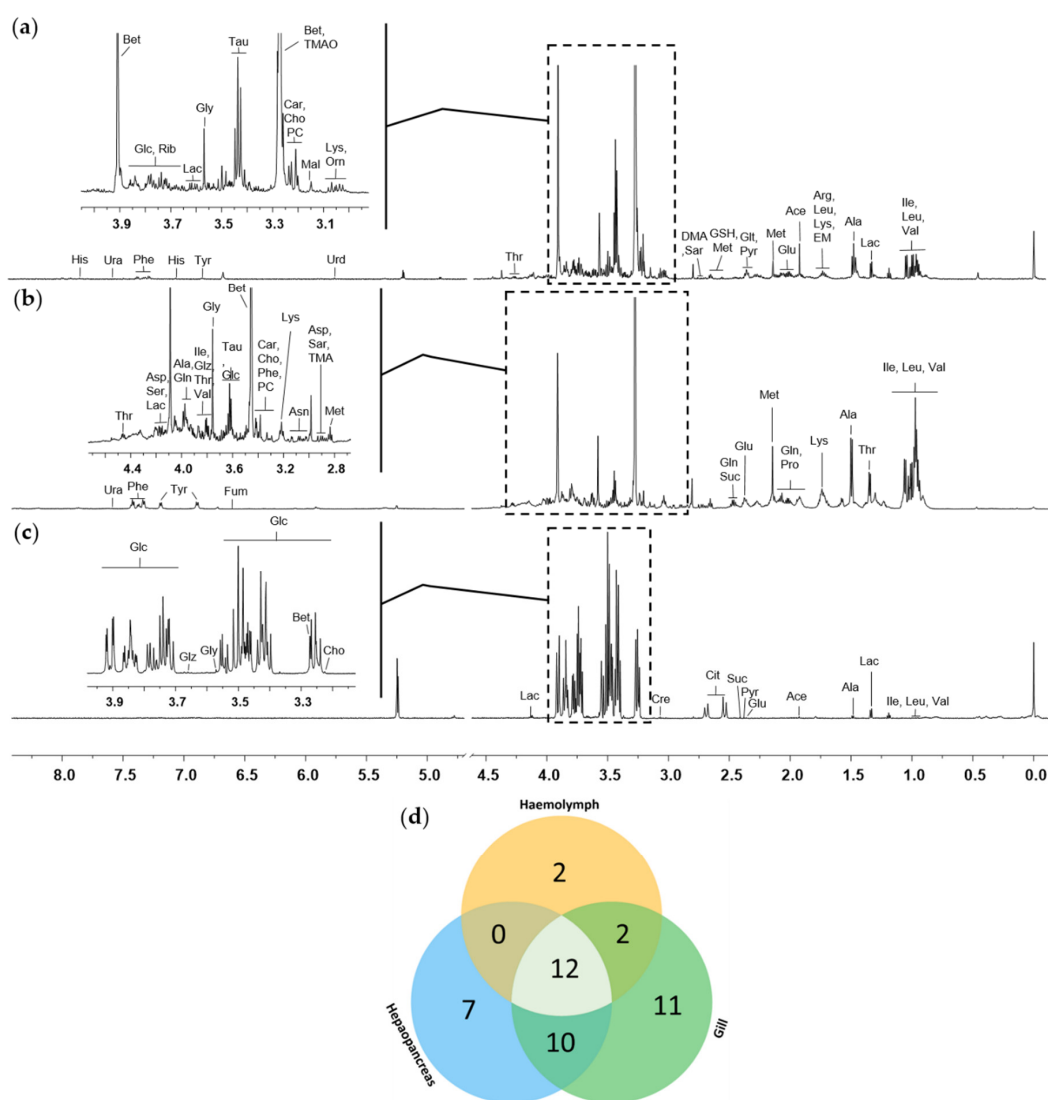 (a)
Bet
Tau
Bet,
TMAO
Gly
Car,
Cho
PC
Glc, Rib
Lac
Mal
Lys,
Orn
3.9 3.7 3.5 3.3 3.1
His Ura Phe His Tyr Urd
Thr
DMA
,Sar
GSH,
Met
Glt,
Pyr
Met
Glu
Ace
Arg,
Leu,
Lys,
EM
Ala
Lac
Ile,
Leu,
Val
(b)
Bet
Gly
Lys
Asp,
Sar,
TMA
Ala,
Gln
Ile,
Glz,
Thr,
Val
Tau
,
Glc
Car,
Cho,
Phe,
PC
Asp,
Ser,
Lac
Thr
Asn
Met
4.4 4.0 3.6 3.2 2.8
Ura Phe Tyr Fum
Gln
Suc
Glu
Met
Gln,
Pro
Lys
Ala
Thr
Ile, Leu, Val
(c)
Glc
Glc
Glz
Gly
Bet
Cho
3.9 3.7 3.5 3.3
Lac
Cre
Cit
Suc
Pyr
Glu
Ace
Ala
Lac
Ile, Leu, Val
8.0 7.5 7.0 6.5 6.0 5.5 5.0 4.5 4.0 3.5 3.0 2.5 2.0 1.5 1.0 0.0
(d)
Haemolymph
2
0 2
12
7 11
10
Hepaopancreas
Gill